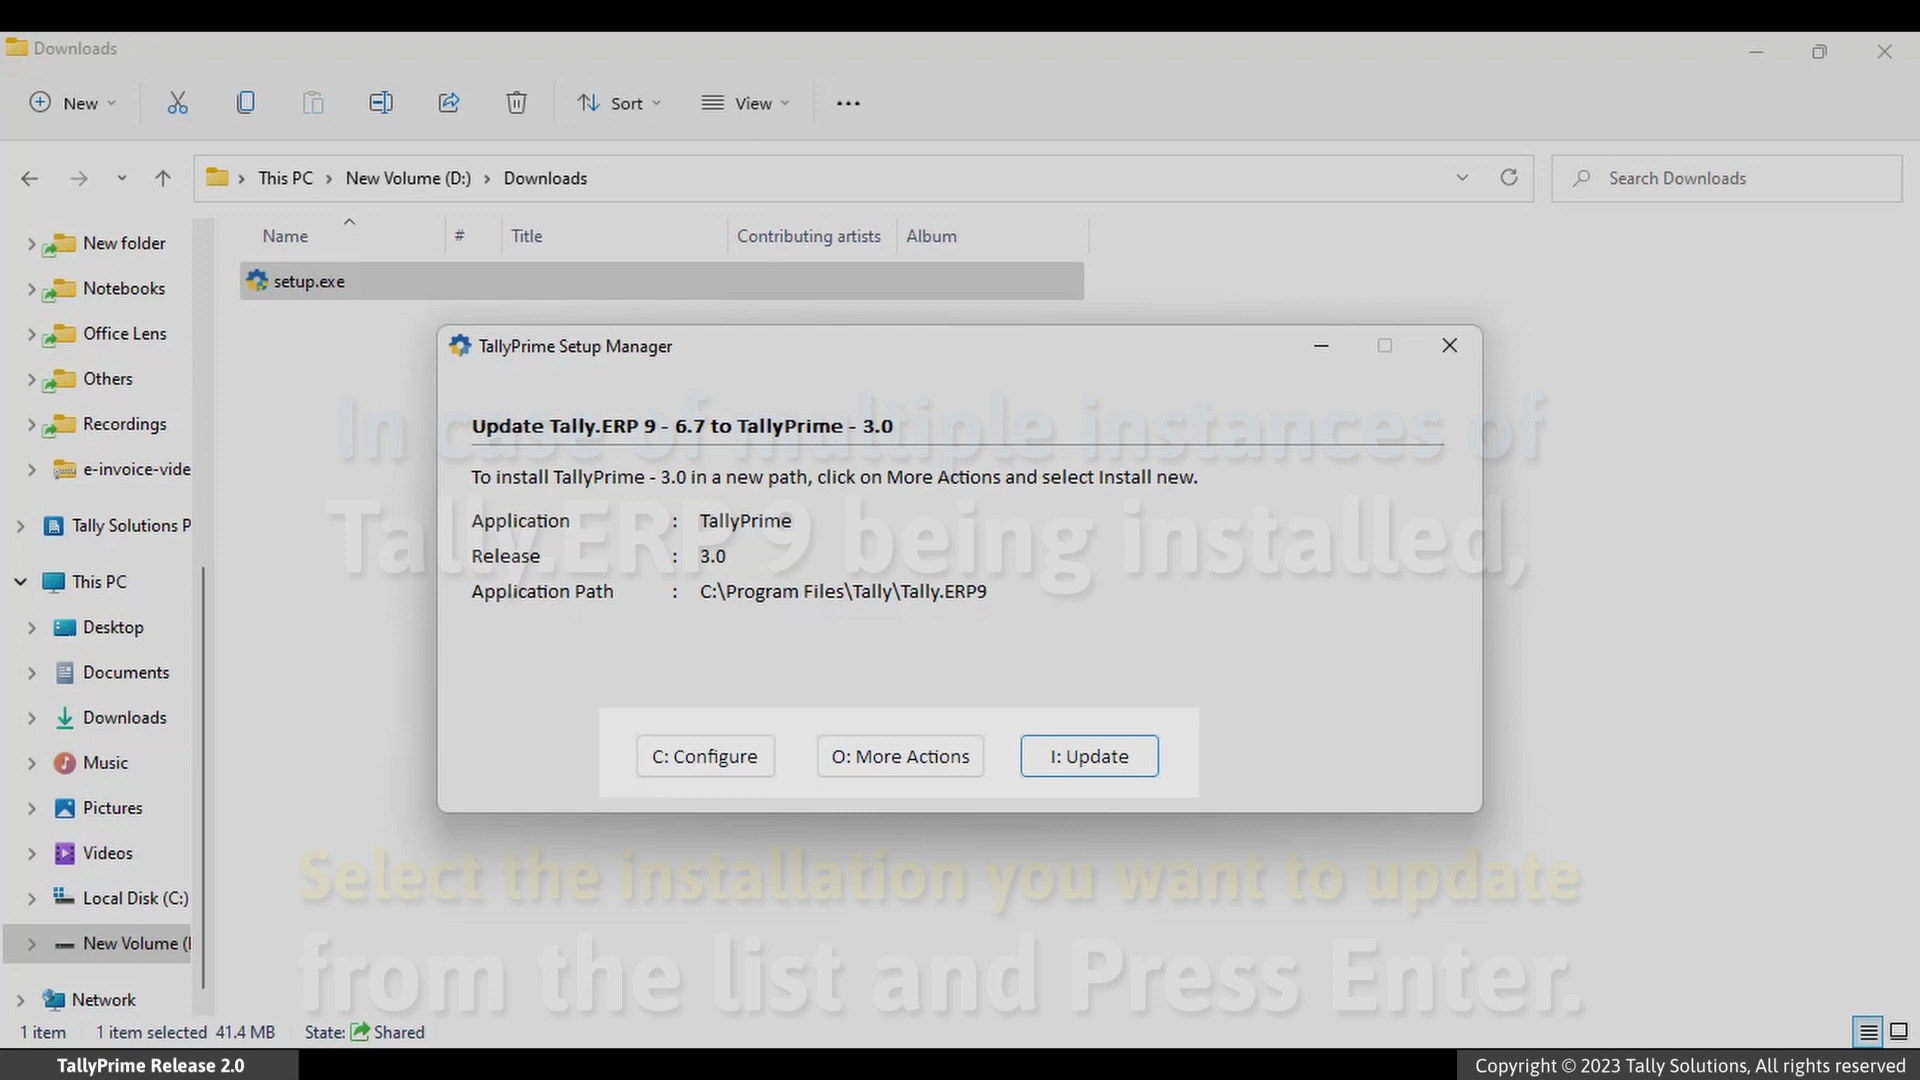 Downloads
New
Sort
View
This PC
New Volume (D:)
Downloads
Search Downloads
Name
#
Title
Contributing artists
Album
setup.exe
New folder
Notebooks
Office Lens
Others
Recordings
e-invoice-vide
Tally Solutions P
This PC
Desktop
Documents
Downloads
Music
Pictures
Videos
Local Disk (C:)
New Volume (
Network
TallyPrime Setup Manager
In case of multiple instances of
Tally.ERP 9 being installed,
Update Tally.ERP 9 - 6.7 to TallyPrime - 3.0
To install TallyPrime - 3.0 in a new path, click on More Actions and select Install new.
Application : TallyPrime
Release : 3.0
Application Path : C:\Program Files\Tally\Tally.ERP9
C: Configure
O: More Actions
I: Update
Select the installation you want to update
from the list and Press Enter.
1 item
1 item selected 41.4 MB
State: Shared
TallyPrime Release 2.0
Copyright © 2023 Tally Solutions, All rights reserved